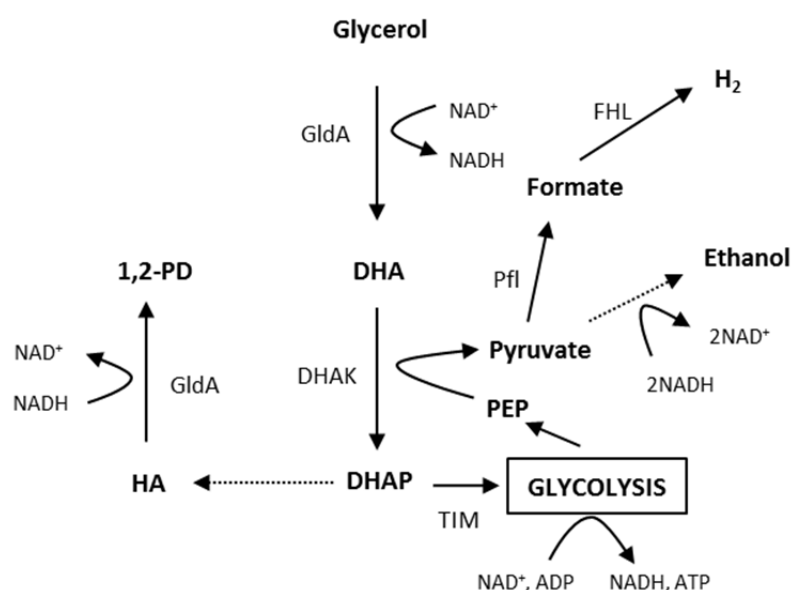 Glycerol
H₂
NAD⁺
FHL
GldA
NADH
Formate
1,2-PD
DHA
Ethanol
Pfl
NAD⁺
2NAD⁺
Pyruvate
NADH
GldA
DHAK
2NADH
PEP
HA
DHAP
GLYCOLYSIS
TIM
NAD⁺, ADP
NADH, ATP